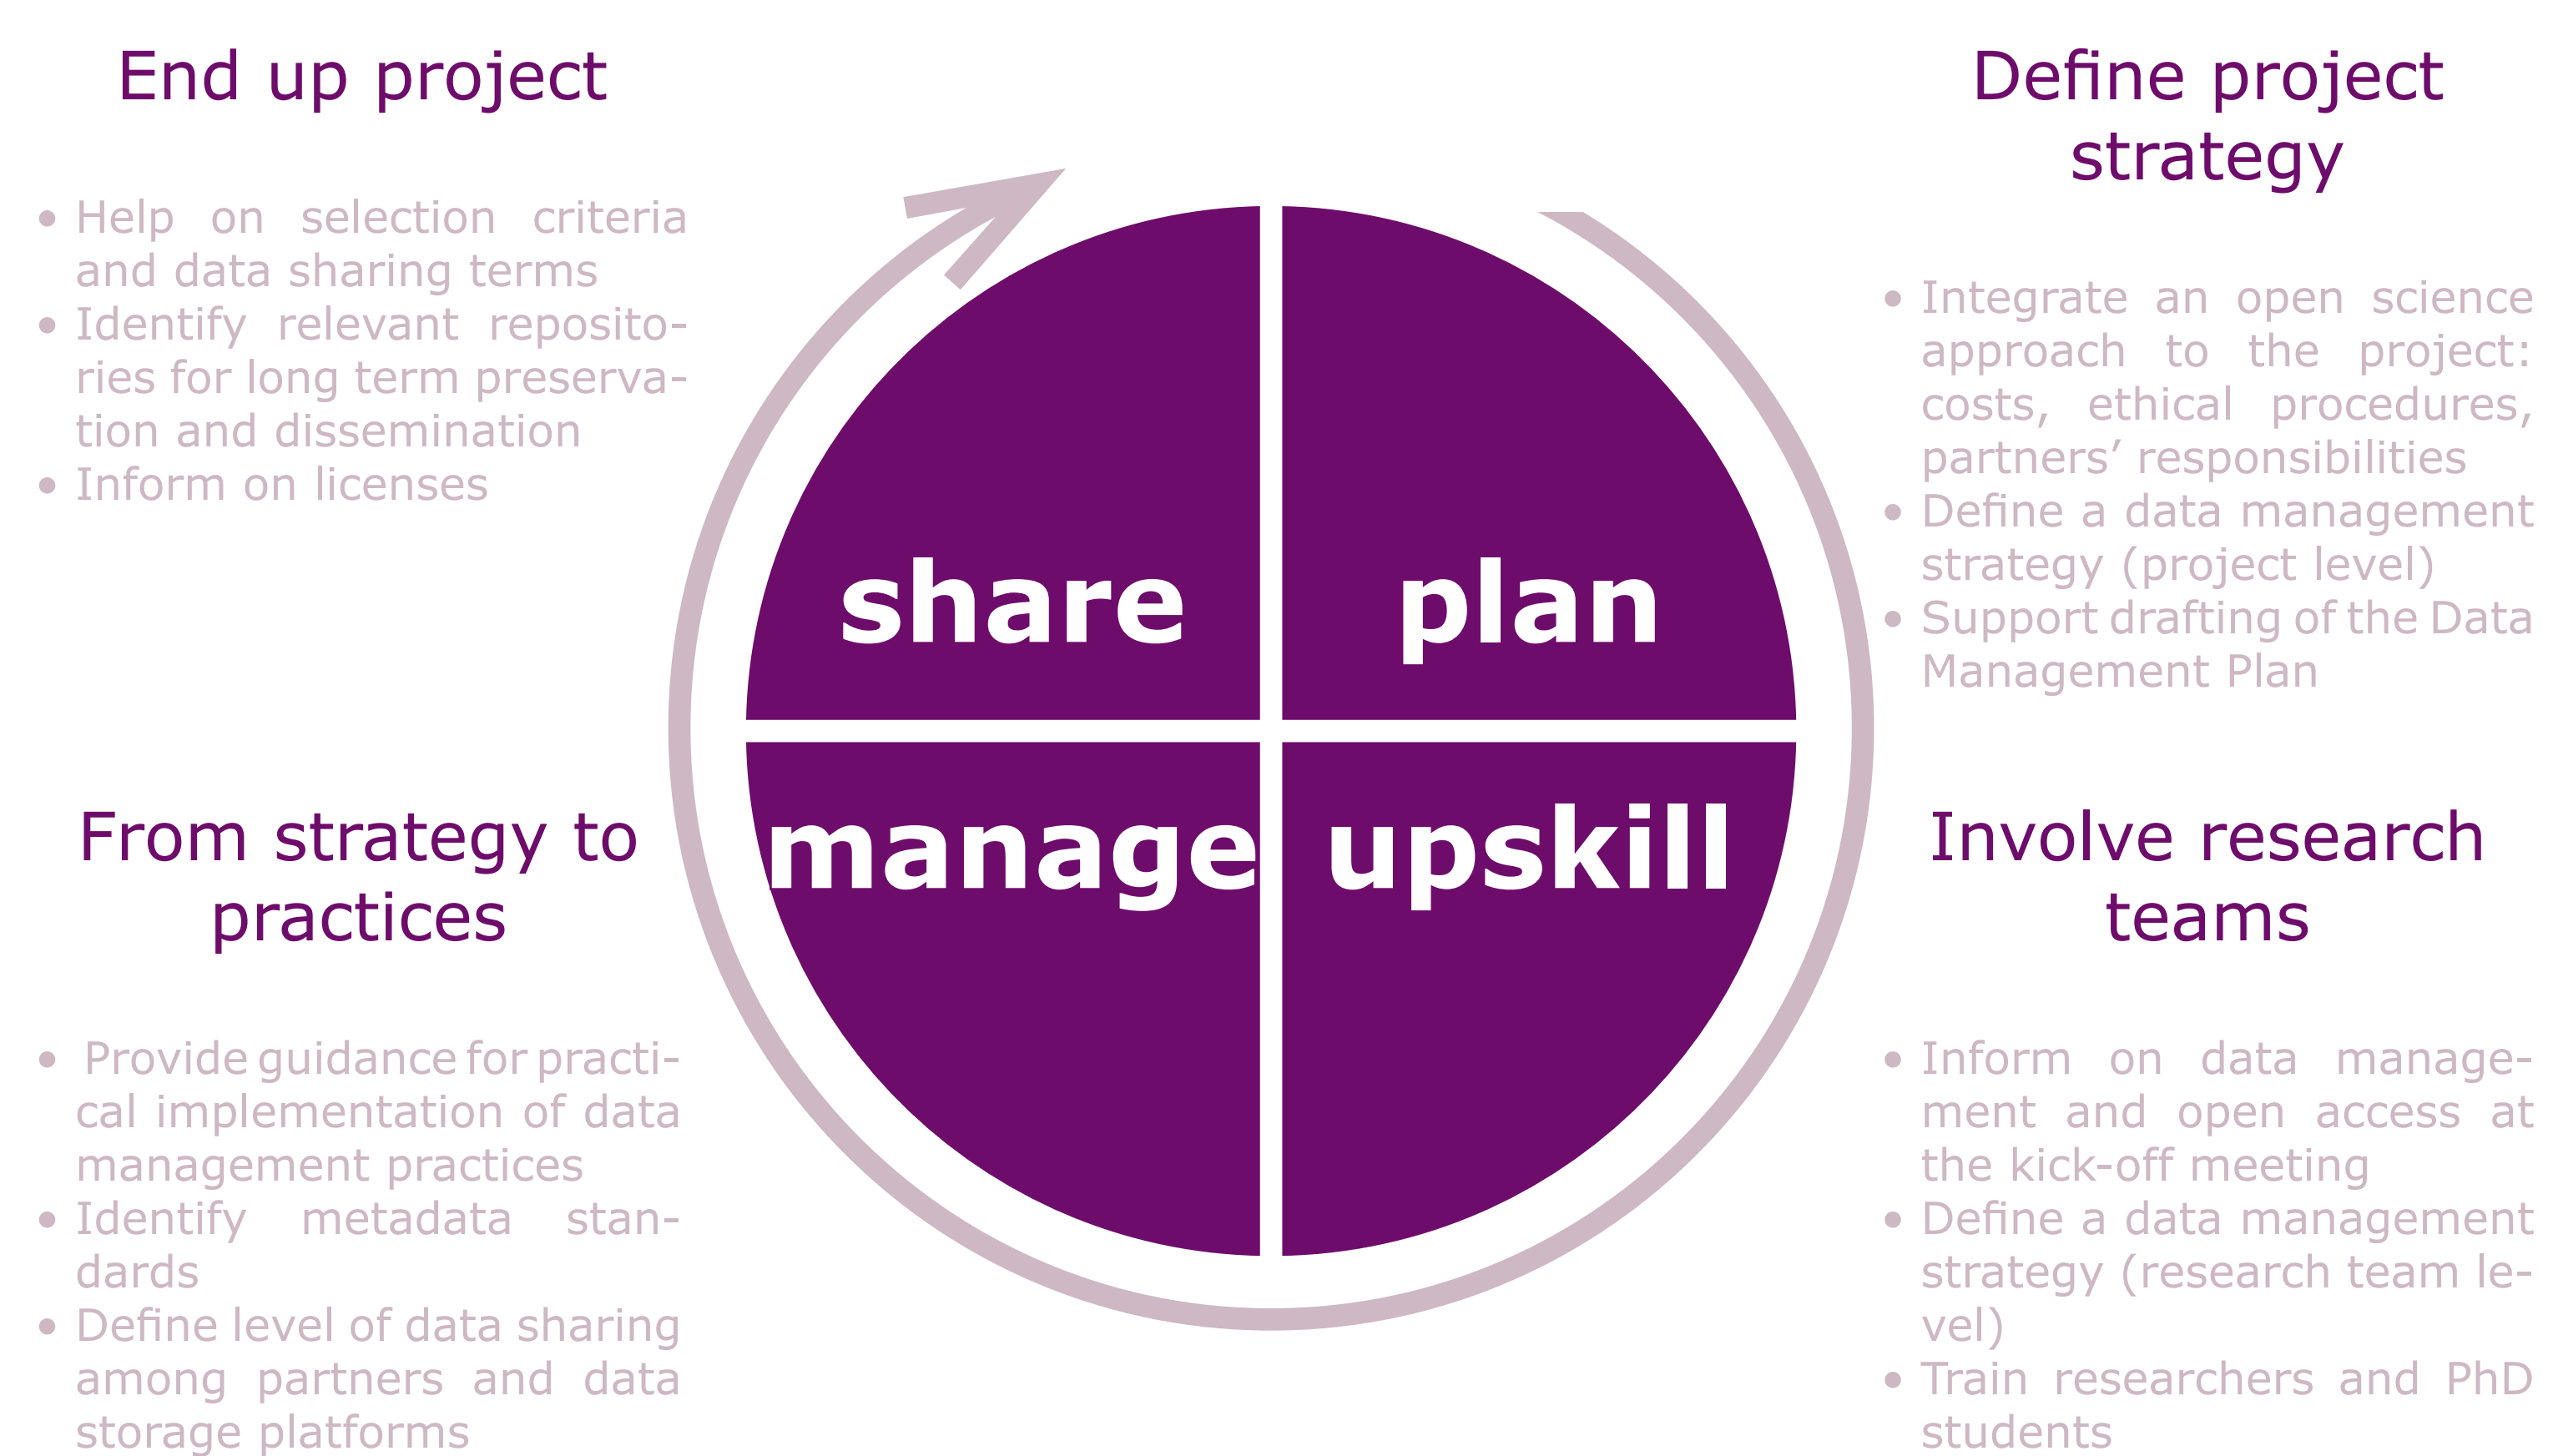 End up project
• Help on selection criteria
and data sharing terms
• Identify relevant reposito-
ries for long term preserva-
tion and dissemination
• Inform on licenses
Define project
strategy
• Integrate an open science
approach to the project:
costs, ethical procedures,
partners’ responsibilities
• Define a data management
strategy (project level)
• Support drafting of the Data
Management Plan
share
plan
manage
upskill
From strategy to
practices
• Provide guidance for practi-
cal implementation of data
management practices
• Identify metadata stan-
dards
• Define level of data sharing
among partners and data
storage platforms
Involve research
teams
• Inform on data manage-
ment and open access at
the kick-off meeting
• Define a data management
strategy (research team le-
vel)
• Train researchers and PhD
students